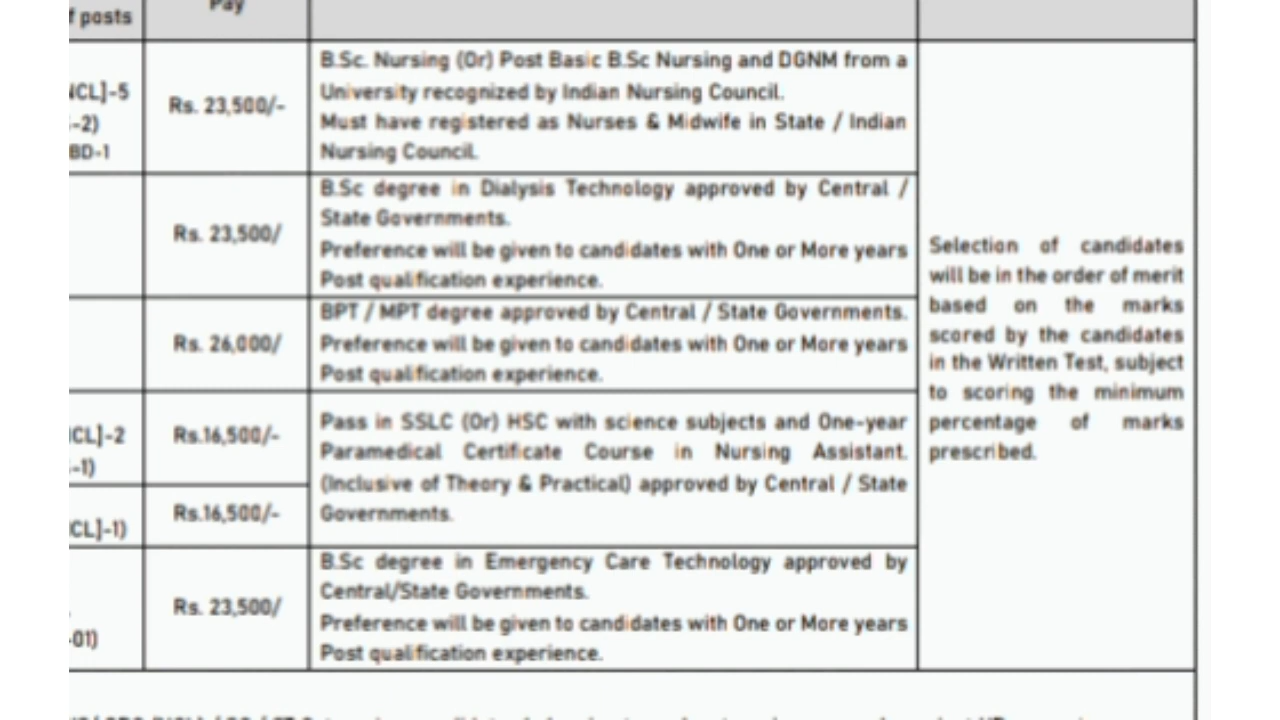 f posts
Pay
NCL]-5
-2)
BD-1
Rs. 23,500/-
B.Sc. Nursing (Or) Post Basic B.Sc Nursing and DGNM from a
University recognized by Indian Nursing Council.
Must have registered as Nurses & Midwife in State / Indian
Nursing Council.
Rs. 23,500/
B.Sc degree in Dialysis Technology approved by Central /
State Governments.
Preference will be given to candidates with One or More years
Post qualification experience.
Rs. 26,000/
BPT / MPT degree approved by Central / State Governments.
Preference will be given to candidates with One or More years
Post qualification experience.
CL]-2
-1)
Rs.16,500/-
CL]-1)
Rs.16,500/-
Pass in SSLC (Or) HSC with science subjects and One-year
Paramedical Certificate Course in Nursing Assistant.
(Inclusive of Theory & Practical) approved by Central / State
Governments.
-01)
Rs. 23,500/
B.Sc degree in Emergency Care Technology approved by
Central/State Governments.
Preference will be given to candidates with One or More years
Post qualification experience.
Selection of candidates
will be in the order of merit
based on the marks
scored by the candidates
in the Written Test, subject
to scoring the minimum
percentage of marks
prescribed.